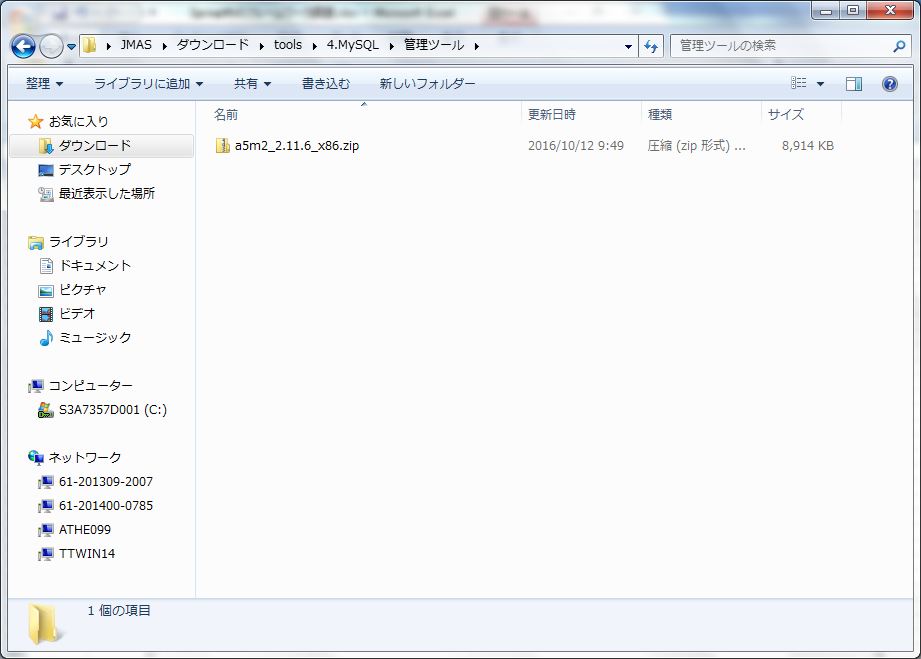 JMAS ダウンロード tools 4.MySQL 管理ツール 管理ツールの検索
整理 ライブラリに追加 共有 書き込む 新しいフォルダー
お気に入り
ダウンロード
デスクトップ
最近表示した場所
ライブラリ
ドキュメント
ピクチャ
ビデオ
ミュージック
コンピューター
S3A7357D001 (C:)
ネットワーク
61-201309-2007
61-201400-0785
ATHE099
TTWIN14
名前 更新日時 種類 サイズ
a5m2_2.11.6_x86.zip 2016/10/12 9:49 圧縮 (zip 形式) ... 8,914 KB
1 個の項目